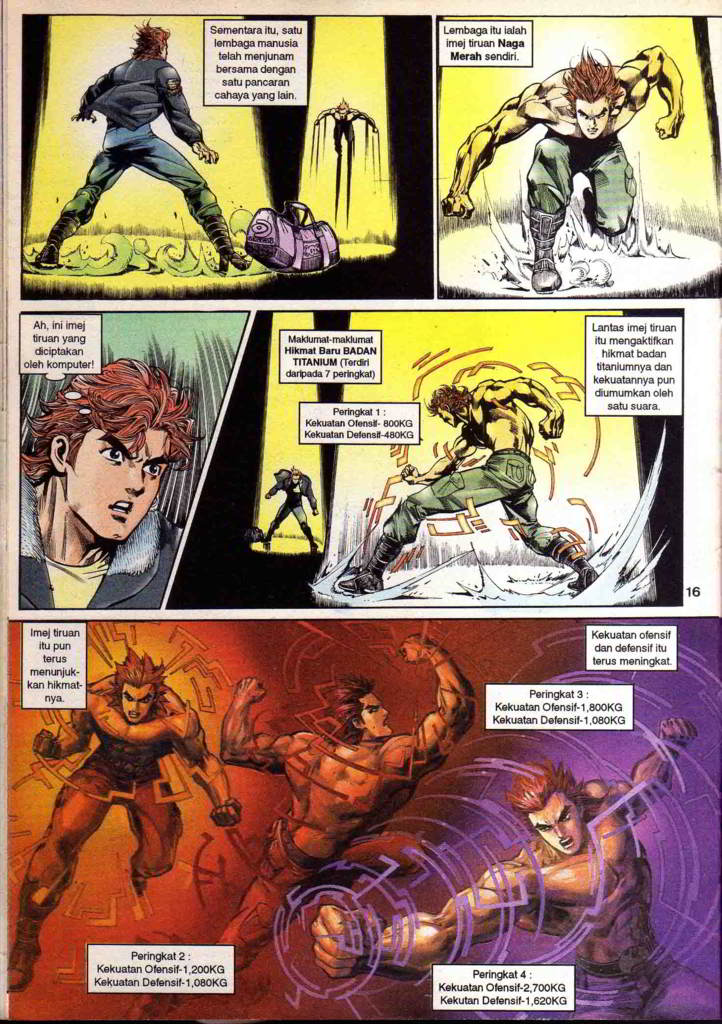 Sementara itu, satu
lembaga manusia
telah menjunam
bersama dengan
satu pancaran
cahaya yang lain.
Lembaga itu ialah
imej tiruan Naga
Merah sendiri.
Ah, ini imej
tiruan yang
diciptakan
oleh komputer!
Maklumat-maklumat
Hikmat Baru BADAN
TITANIUM (Terdiri
daripada 7 peringkat)
Peringkat 1 :
Kekuatan Ofensif- 800KG
Kekuatan Defensif-480KG
Lantas imej tiruan
itu mengaktifkan
hikmat badan
titaniumnya dan
kekuatannya pun
diumumkan oleh
satu suara.
16
Imej tiruan
itu pun
terus
menunjuk-
kan hikmat-
nya.
Kekuatan ofensif
dan defensif itu
terus meningkat.
Peringkat 3 :
Kekuatan Ofensif-1,800KG
Kekuatan Defensif-1,080KG
Peringkat 2 :
Kekuatan Ofensif-1,200KG
Kekuatan Defensif-1,080KG
Peringkat 4 :
Kekuatan Ofensif-2,700KG
Kekutan Defensif-1,620KG